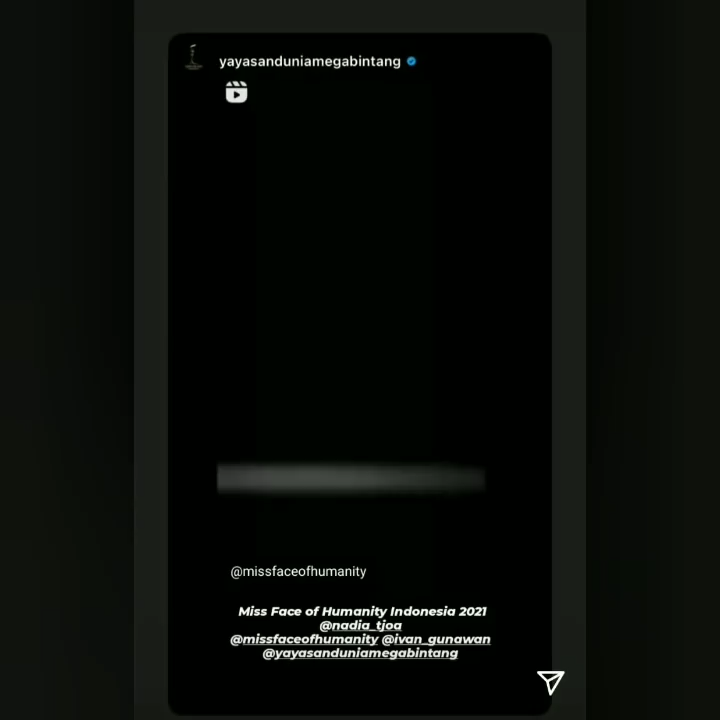 yayasanduniamegabintang
@missfaceofhumanity
Miss Face of Humanity Indonesia 2021
@nadia_tjoa
@missfaceofhumanity @ivan_gunawan
@yayasanduniamegabintang